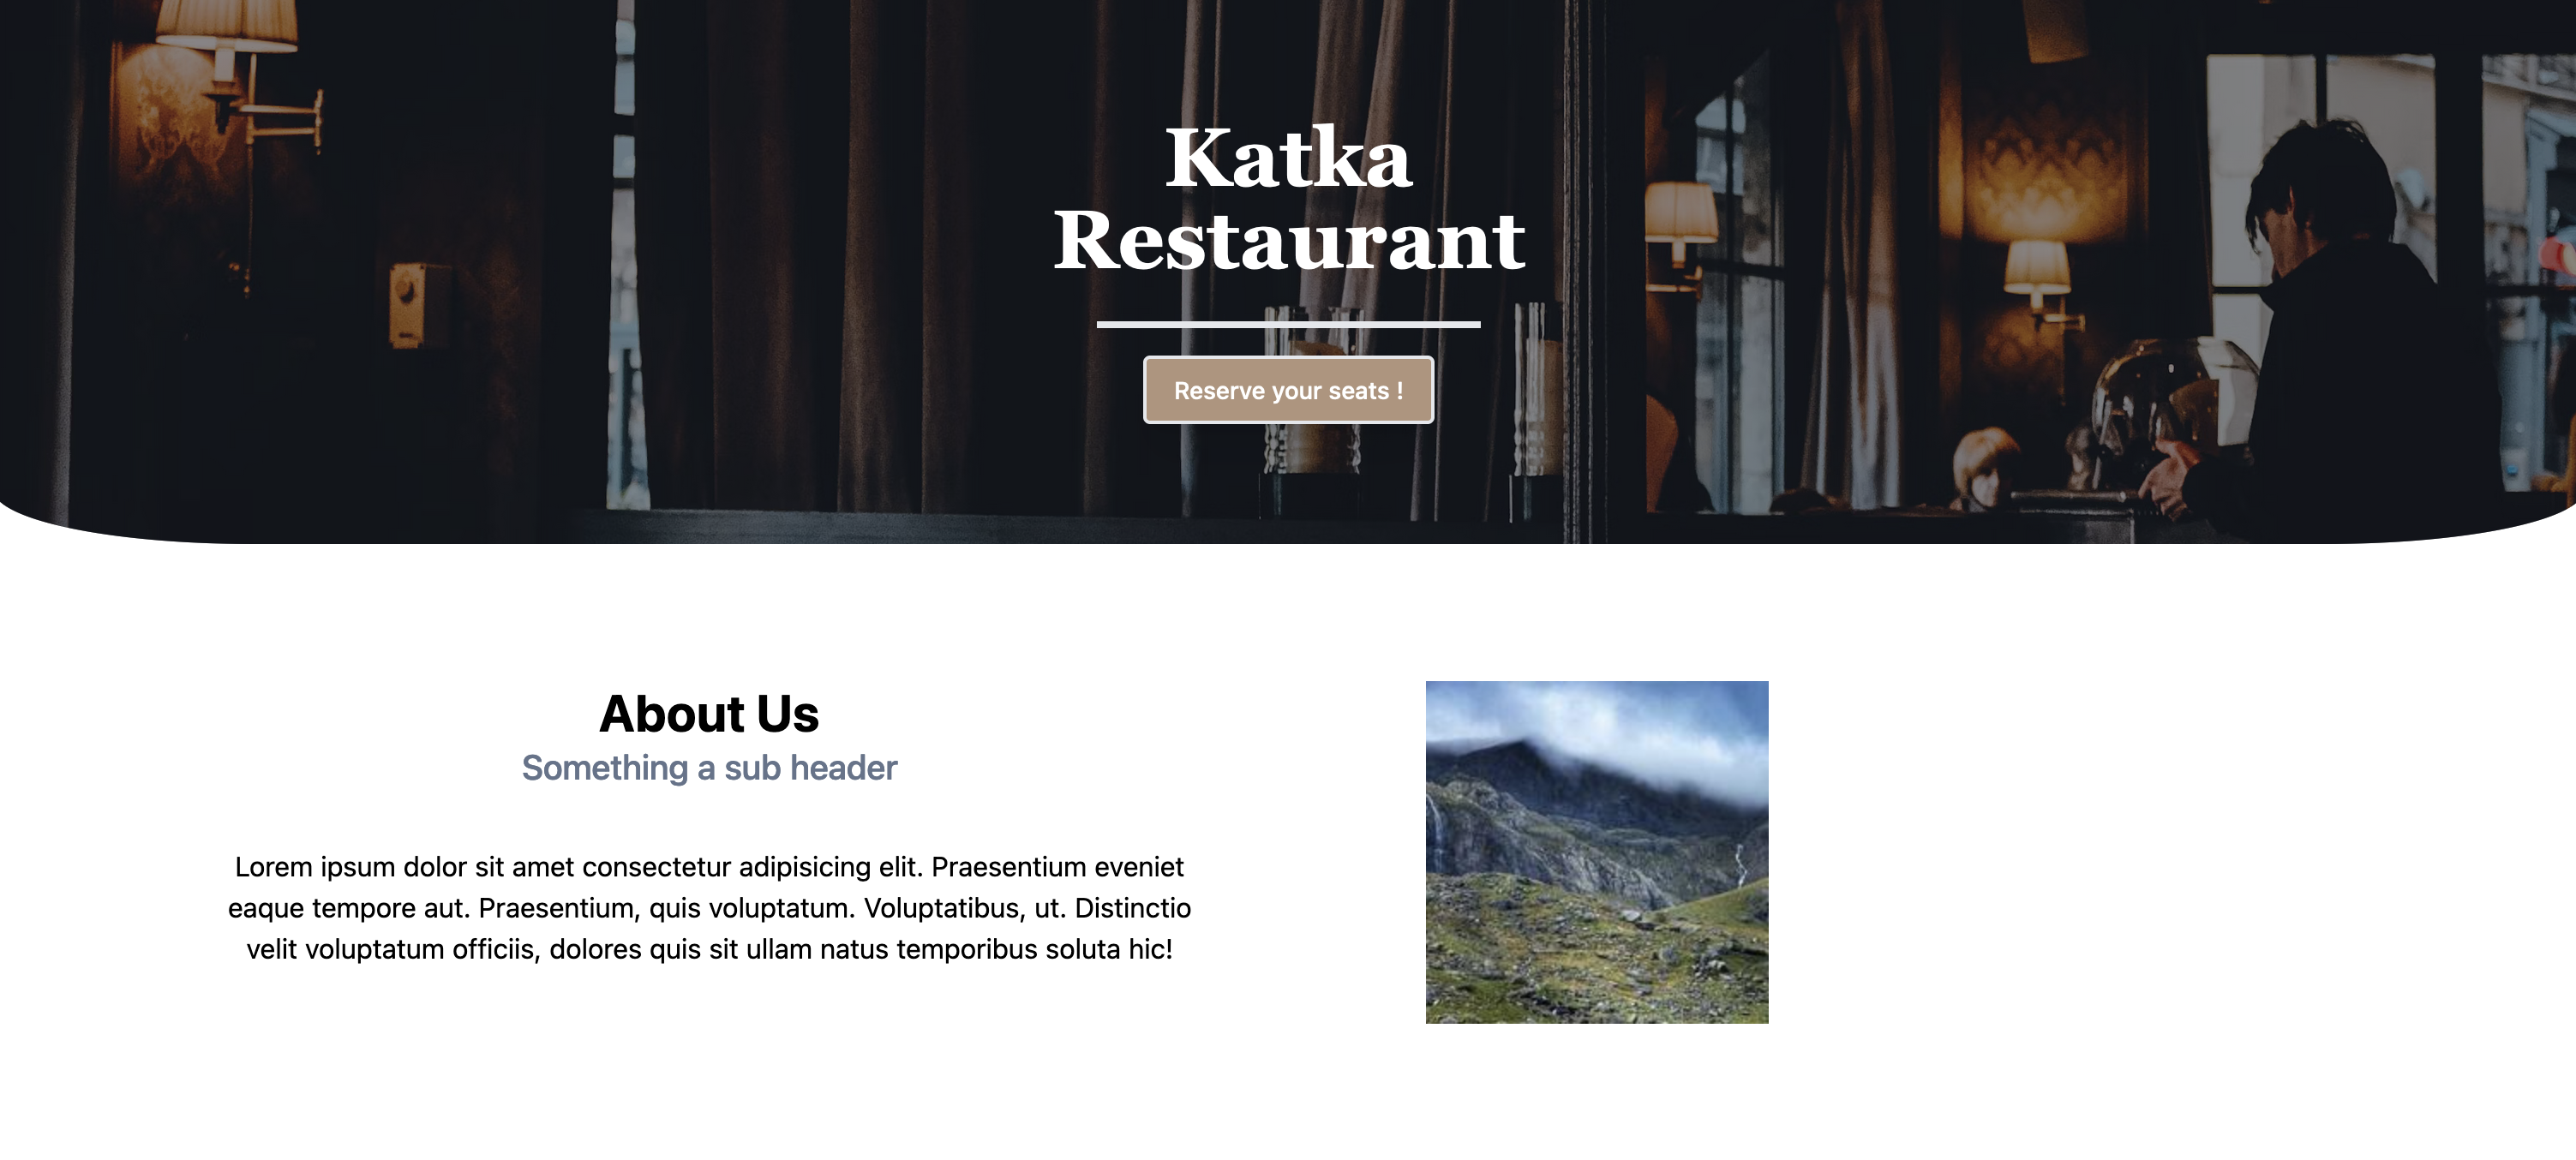 Katka
Restaurant
Reserve your seats !
About Us
Something a sub header
Lorem ipsum dolor sit amet consectetur adipisicing elit. Praesentium eveniet
eaque tempore aut. Praesentium, quis voluptatum. Voluptatibus, ut. Distinctio
velit voluptatum officiis, dolores quis sit ullam natus temporibus soluta hic!